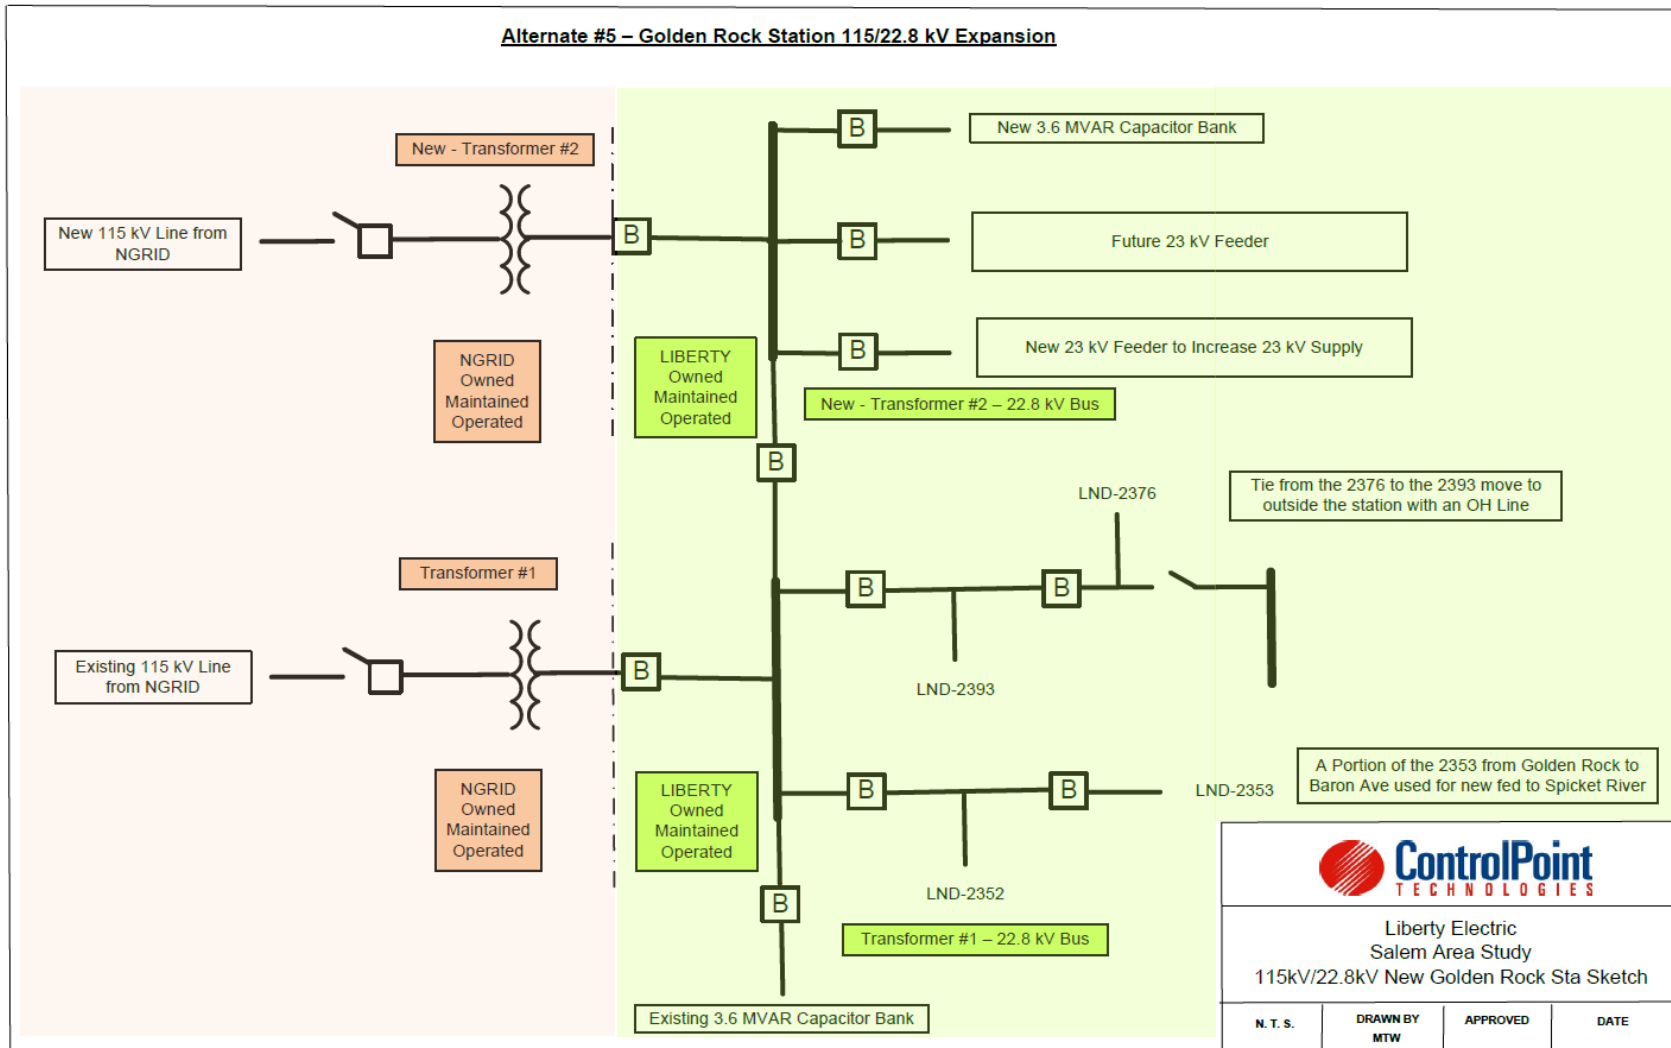 Alternate #5 – Golden Rock Station 115/22.8 kV Expansion
New - Transformer #2
New 115 kV Line from
NGRID
B
B
New 3.6 MVAR Capacitor Bank
B
Future 23 kV Feeder
B
New 23 kV Feeder to Increase 23 kV Supply
NGRID
Owned
Maintained
Operated
LIBERTY
Owned
Maintained
Operated
New - Transformer #2 – 22.8 kV Bus
B
LND-2376
Tie from the 2376 to the 2393 move to
outside the station with an OH Line
Transformer #1
B
B
Existing 115 kV Line
from NGRID
B
LND-2393
NGRID
Owned
Maintained
Operated
LIBERTY
Owned
Maintained
Operated
B
B
LND-2353
A Portion of the 2353 from Golden Rock to
Baron Ave used for new fed to Spicket River
LND-2352
B
Transformer #1 – 22.8 kV Bus
Existing 3.6 MVAR Capacitor Bank
ControlPoint
TECHNOLOGIES
Liberty Electric
Salem Area Study
115kV/22.8kV New Golden Rock Sta Sketch
N. T. S.
DRAWN BY
MTW
APPROVED
DATE